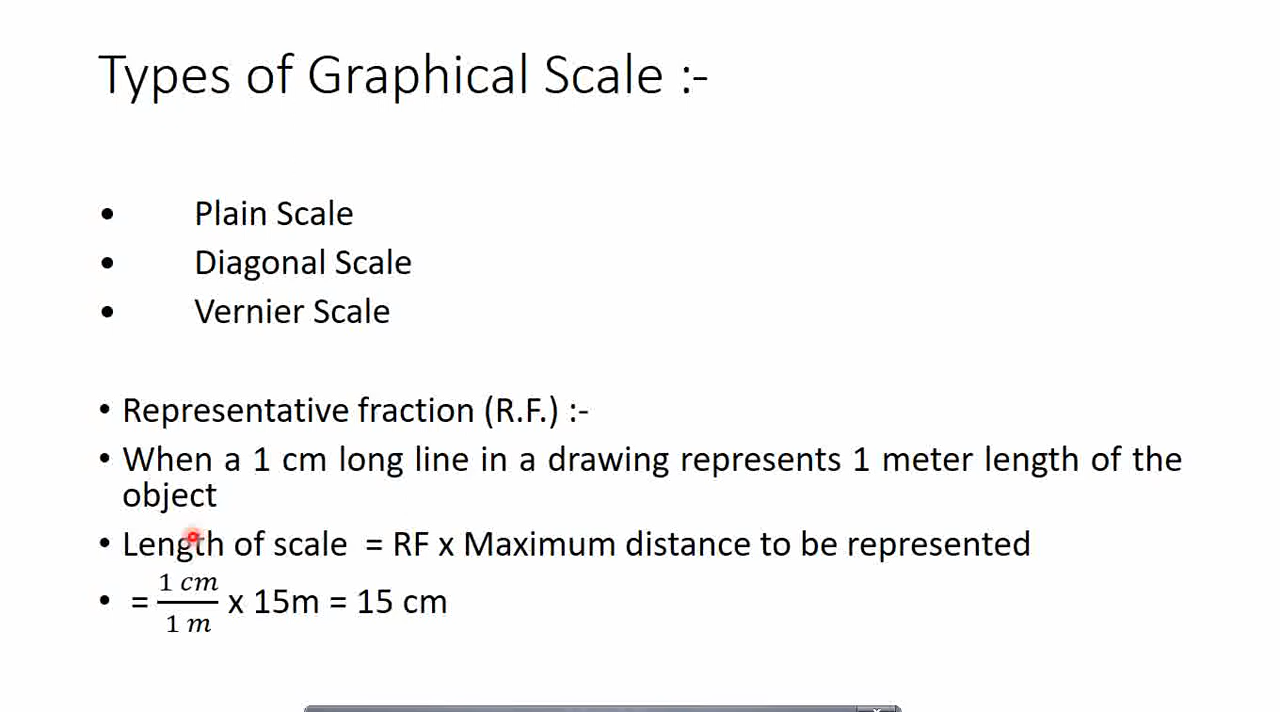 Types of Graphical Scale :-
• Plain Scale
• Diagonal Scale
• Vernier Scale
• Representative fraction (R.F.) :-
• When a 1 cm long line in a drawing represents 1 meter length of the
object
• Length of scale = RF x Maximum distance to be represented
• = 1 cm / 1 m x 15m = 15 cm